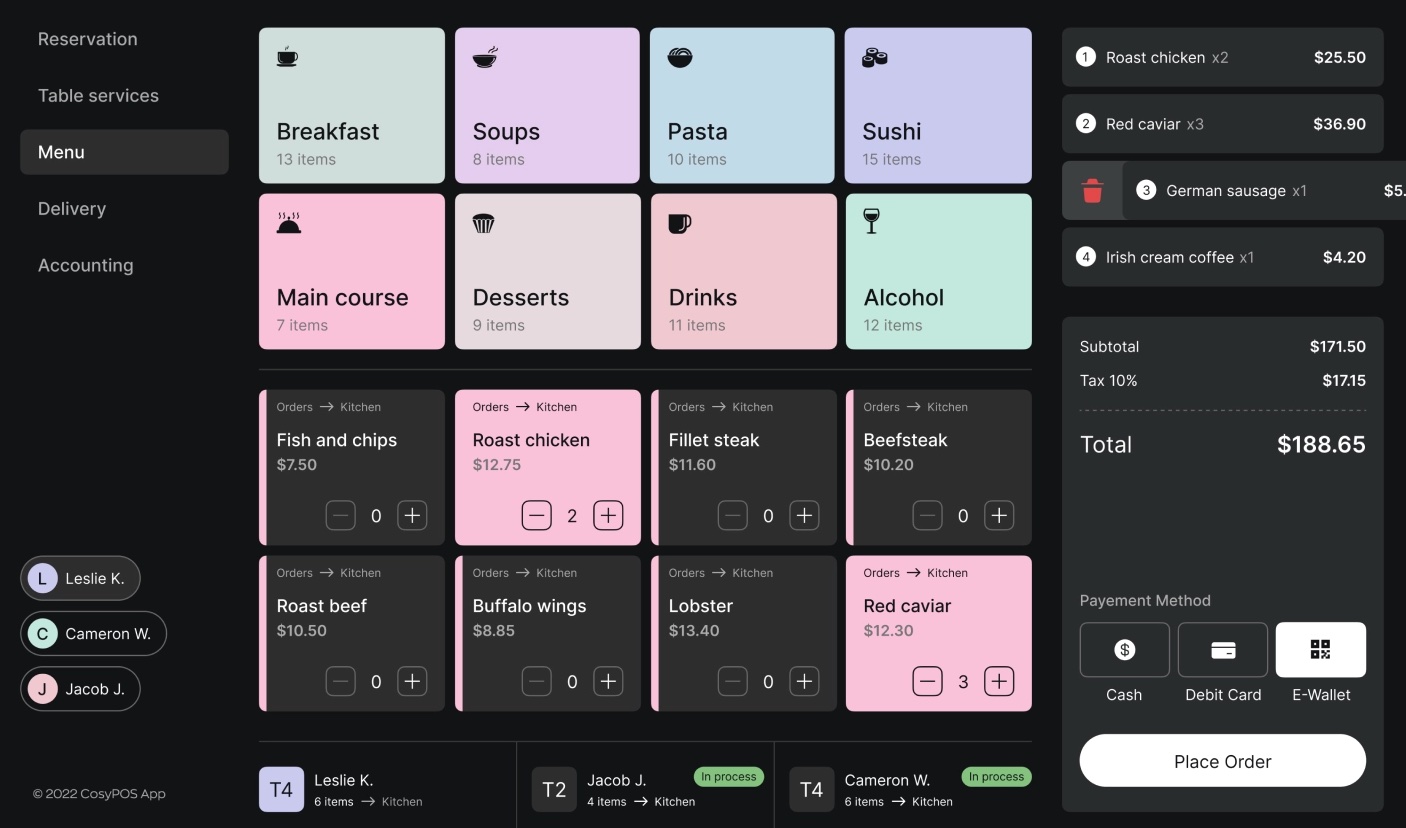 Reservation
Table services
Menu
Delivery
Accounting
L Leslie K.
C Cameron W.
J Jacob J.
© 2022 CosyPOS App
Breakfast
13 items
Soups
8 items
Pasta
10 items
Sushi
15 items
Main course
7 items
Desserts
9 items
Drinks
11 items
Alcohol
12 items
Orders → Kitchen
Fish and chips
$7.50
0
Orders → Kitchen
Roast chicken
$12.75
2
Orders → Kitchen
Fillet steak
$11.60
0
Orders → Kitchen
Beefsteak
$10.20
0
Orders → Kitchen
Roast beef
$10.50
0
Orders → Kitchen
Buffalo wings
$8.85
0
Orders → Kitchen
Lobster
$13.40
0
Orders → Kitchen
Red caviar
$12.30
3
T4
Leslie K.
6 items → Kitchen
T2
Jacob J.
In process
4 items → Kitchen
T4
Cameron W.
In process
6 items → Kitchen
1 Roast chicken x2 $25.50
2 Red caviar x3 $36.90
3 German sausage x1 $5.
4 Irish cream coffee x1 $4.20
Subtotal $171.50
Tax 10% $17.15
Total $188.65
Payement Method
$
Cash
Debit Card
E-Wallet
Place Order